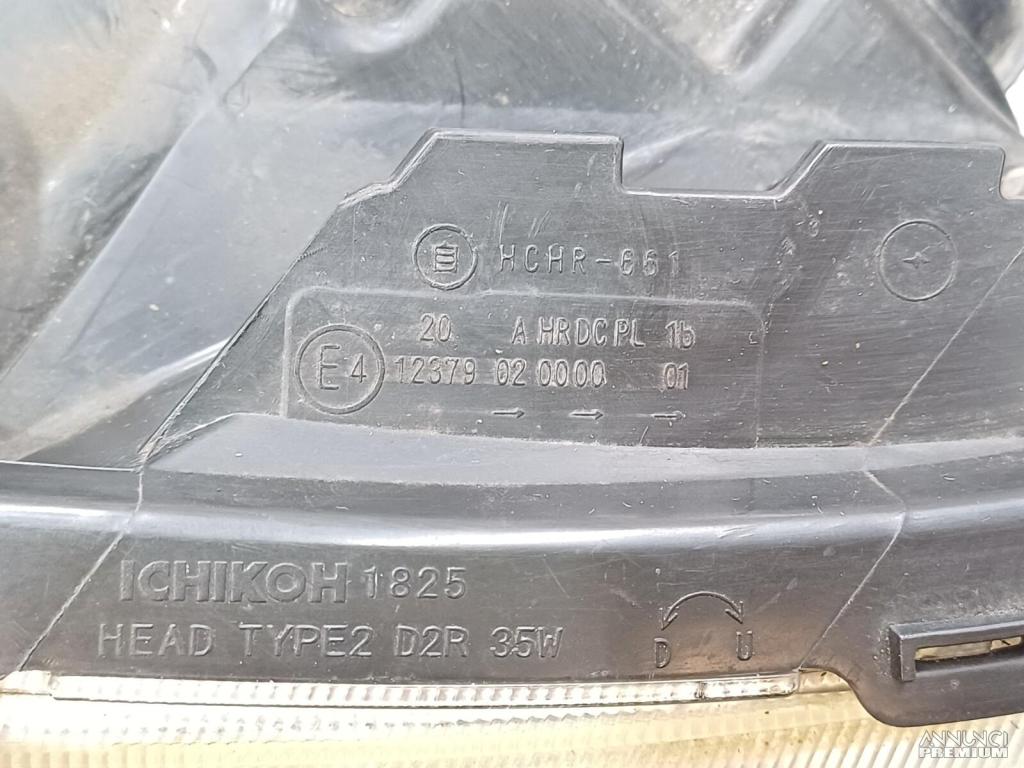 HCHR-661
20 A HR DC PL 1b
E4 12379 02 0000 01
→ → →
ICHIKOH 1825
HEAD TYPE2 D2R 35W
D U
ANNUNCI
PREMIUM